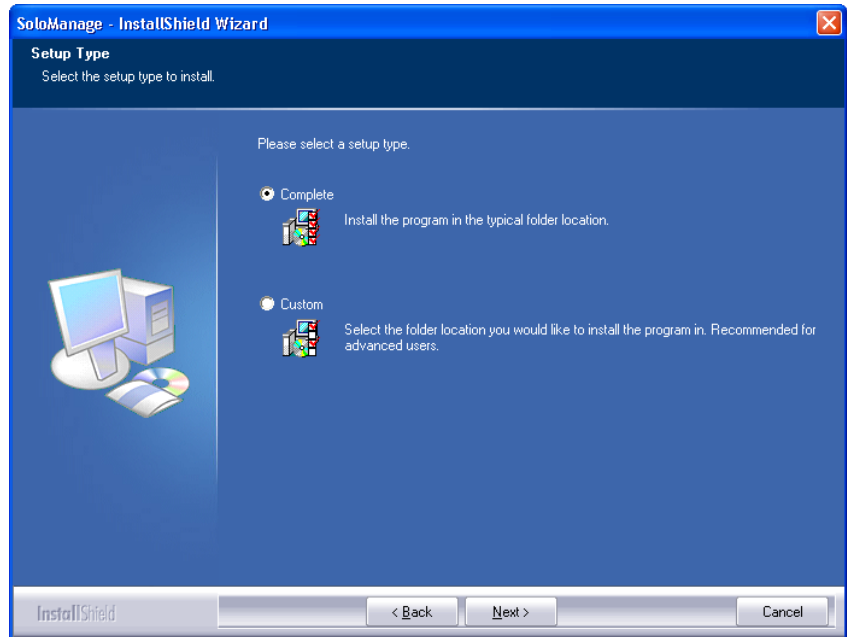 SoloManage - InstallShield Wizard
Setup Type
Select the setup type to install.
Please select a setup type.
Complete
Install the program in the typical folder location.
Custom
Select the folder location you would like to install the program in. Recommended for
advanced users.
InstallShield
< Back
Next >
Cancel